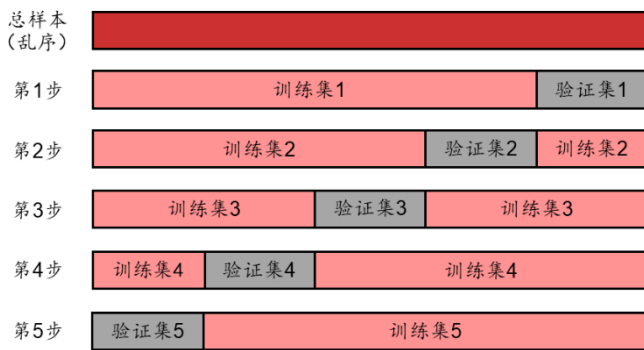 总样本
（乱序）
第1步
训练集1
验证集1
第2步
训练集2
验证集2
训练集2
第3步
训练集3
验证集3
训练集3
第4步
训练集4
验证集4
训练集4
第5步
验证集5
训练集5